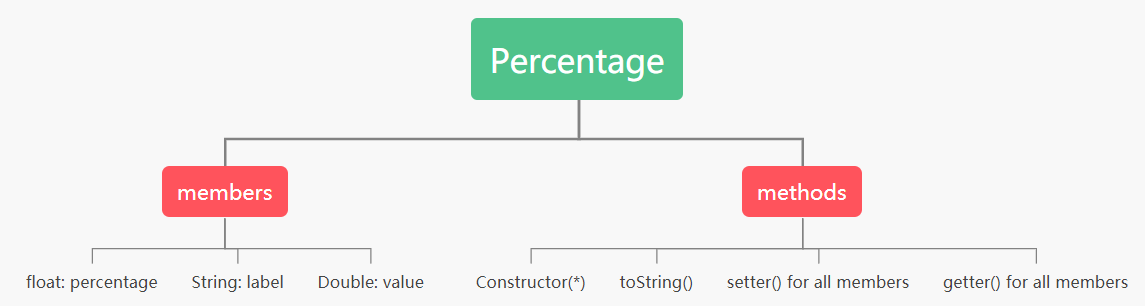 Percentage
members
methods
float: percentage
String: label
Double: value
Constructor(*)
toString()
setter() for all members
getter() for all members